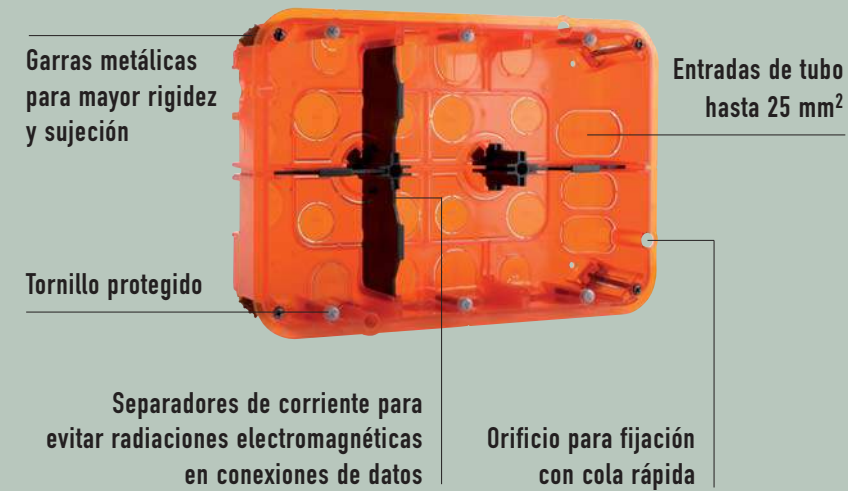 Garras metálicas
para mayor rigidez
y sujeción
Entradas de tubo
hasta 25 mm²
Tornillo protegido
Separadores de corriente para
evitar radiaciones electromagnéticas
en conexiones de datos
Orificio para fijación
con cola rápida